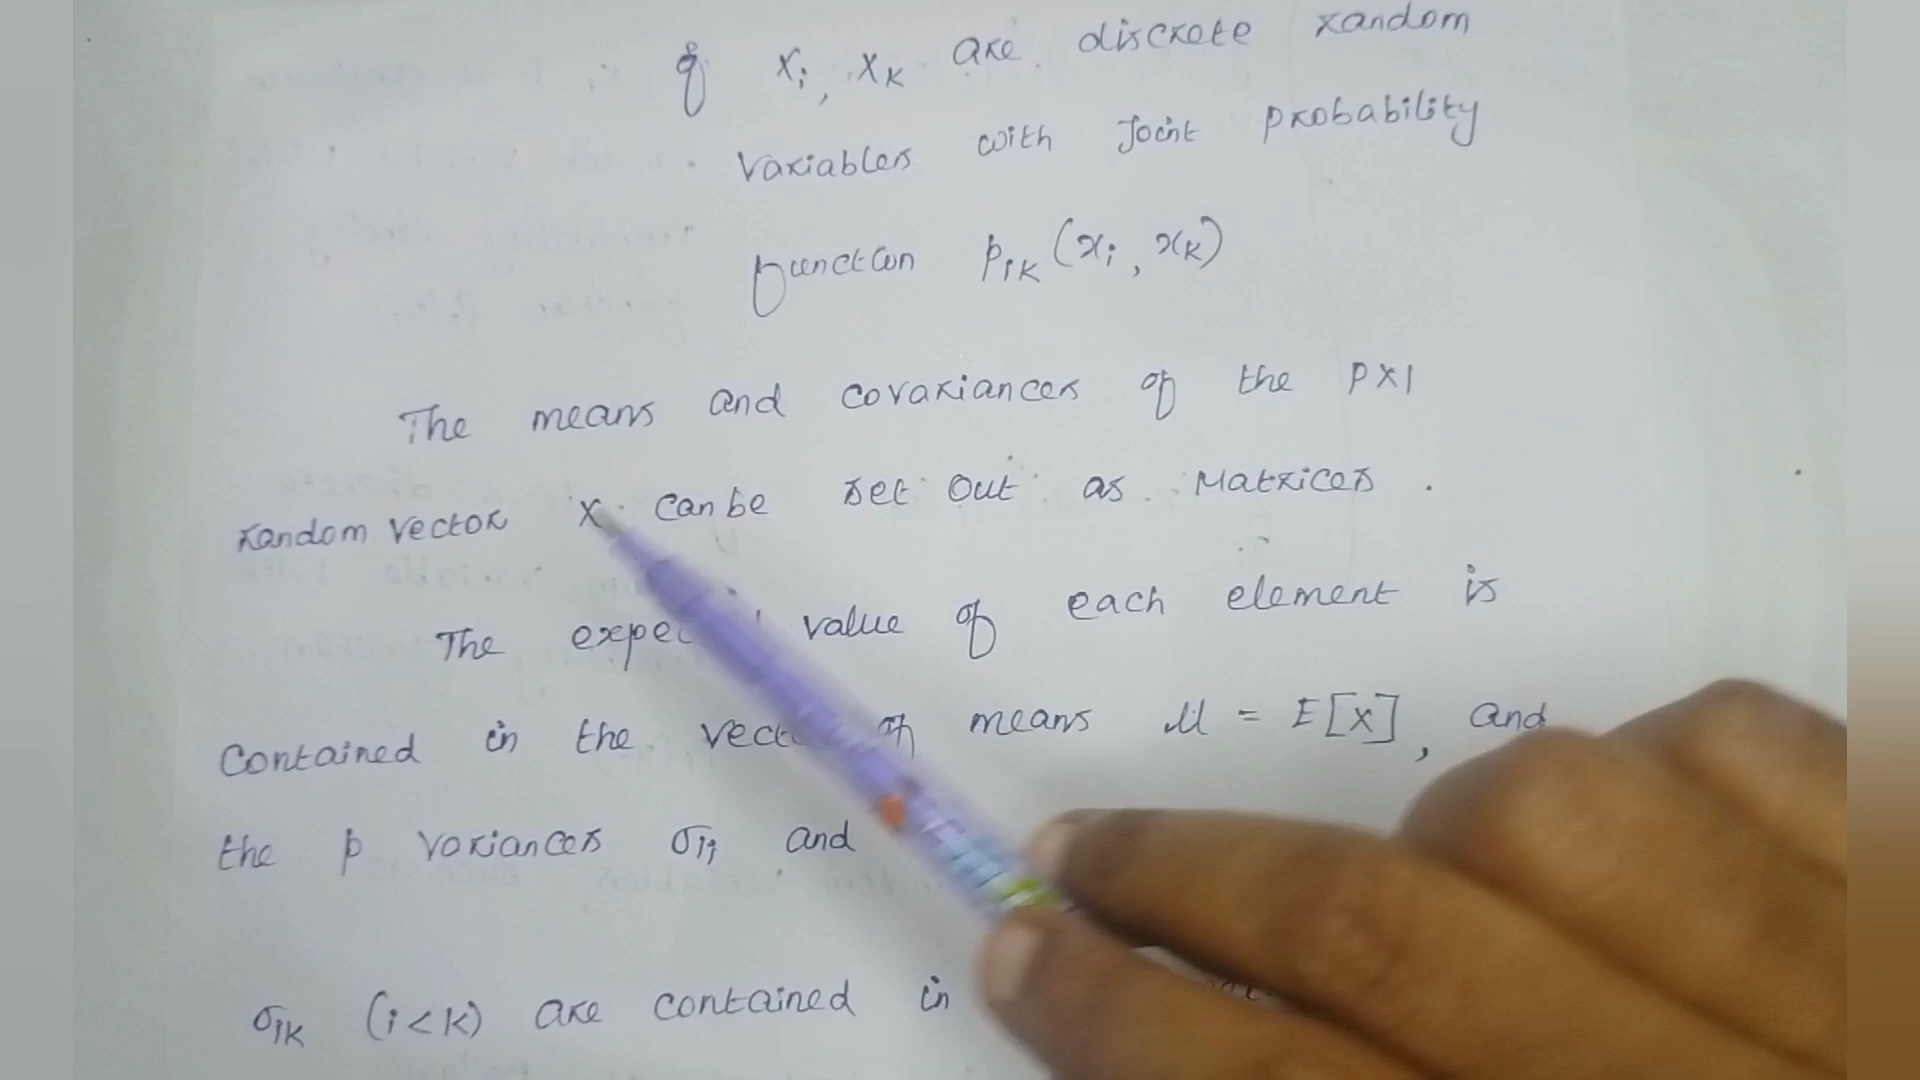 if Xi, XK are discrete random
variables with Joint probability
function piK (xi, xK)
The means and covariances of the PX1
random vector X can be set out as Matrices.
The value of each element is
Contained in the means μ = E[X], and
the p variances σii and
σiK (i<K) are contained in